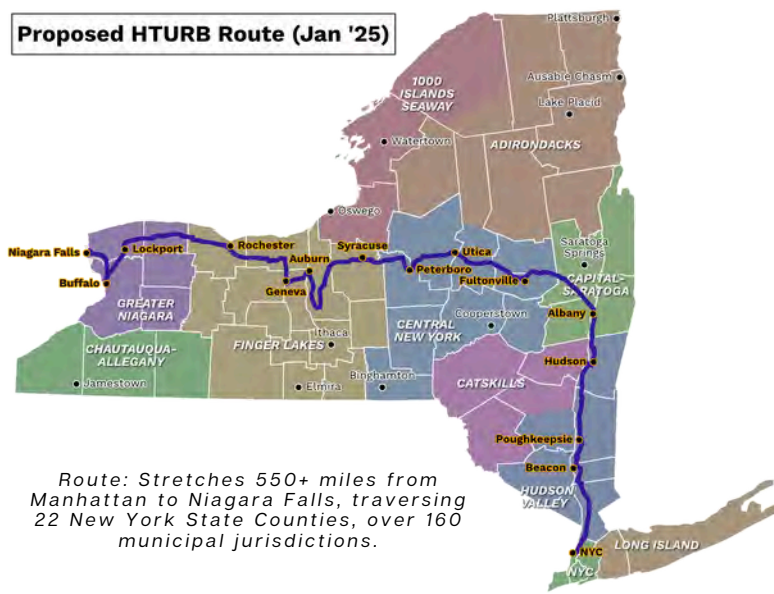 Proposed HTURB Route (Jan '25)
Plattsburgh
1000
ISLANDS
SEAWAY
Ausable Chasm
Lake Placid
Watertown
ADIRONDACKS
Oswego
Niagara Falls
Lockport
Rochester
Auburn
Syracuse
Utica
Saratoga
Springs
Peterboro
Buffalo
Geneva
Fultonville
CAPITAL-
SARATOGA
GREATER
NIAGARA
Albany
Cooperstown
CENTRAL
NEW YORK
Ithaca
FINGER LAKES
CHAUTAUQUA-
ALLEGANY
Hudson
Jamestown
Elmira
Binghamton
CATSKILLS
Poughkeepsie
Beacon
HUDSON
VALLEY
Route: Stretches 550+ miles from
Manhattan to Niagara Falls, traversing
22 New York State Counties, over 160
municipal jurisdictions.
NYC
LONG ISLAND
NYC